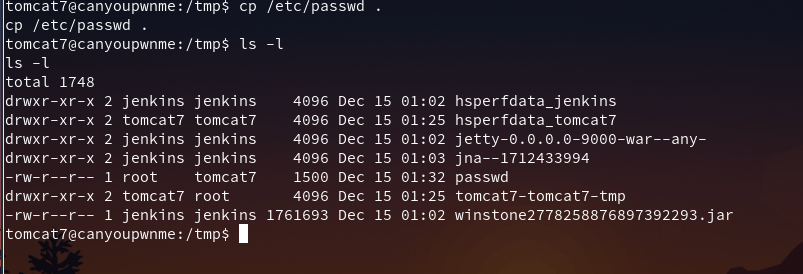 tomcat7@canyoupwnme:/tmp$ cp /etc/passwd .
cp /etc/passwd .
tomcat7@canyoupwnme:/tmp$ ls -l
ls -l
total 1748
drwxr-xr-x 2 jenkins jenkins    4096 Dec 15 01:02 hsperfdata_jenkins
drwxr-xr-x 2 tomcat7 tomcat7    4096 Dec 15 01:25 hsperfdata_tomcat7
drwxr-xr-x 2 jenkins jenkins    4096 Dec 15 01:02 jetty-0.0.0.0-9000-war--any-
drwxr-xr-x 2 jenkins jenkins    4096 Dec 15 01:03 jna--1712433994
-rw-r--r-- 1 root    tomcat7    1500 Dec 15 01:32 passwd
drwxr-xr-x 2 tomcat7 root       4096 Dec 15 01:25 tomcat7-tomcat7-tmp
-rw-r--r-- 1 jenkins jenkins 1761693 Dec 15 01:02 winstone2778258876897392293.jar
tomcat7@canyoupwnme:/tmp$